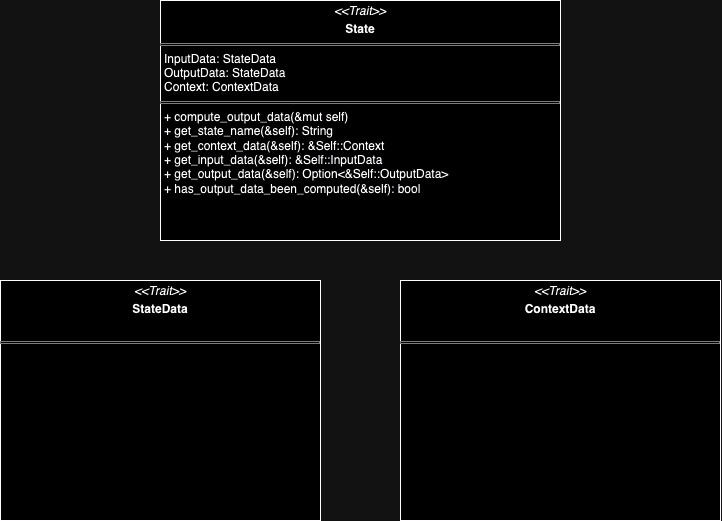 <<Trait>>
State
InputData: StateData
OutputData: StateData
Context: ContextData
+ compute_output_data(&mut self)
+ get_state_name(&self): String
+ get_context_data(&self): &Self::Context
+ get_input_data(&self): &Self::InputData
+ get_output_data(&self): Option<&Self::OutputData>
+ has_output_data_been_computed(&self): bool
<<Trait>>
StateData
<<Trait>>
ContextData